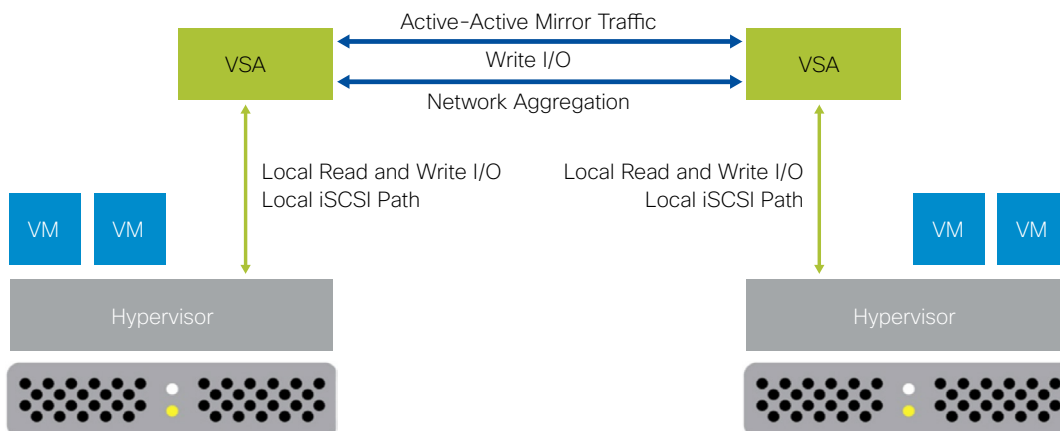 Active-Active Mirror Traffic
VSA
Write I/O
VSA
Network Aggregation
Local Read and Write I/O
Local iSCSI Path
Local Read and Write I/O
Local iSCSI Path
VM
VM
VM
VM
Hypervisor
Hypervisor